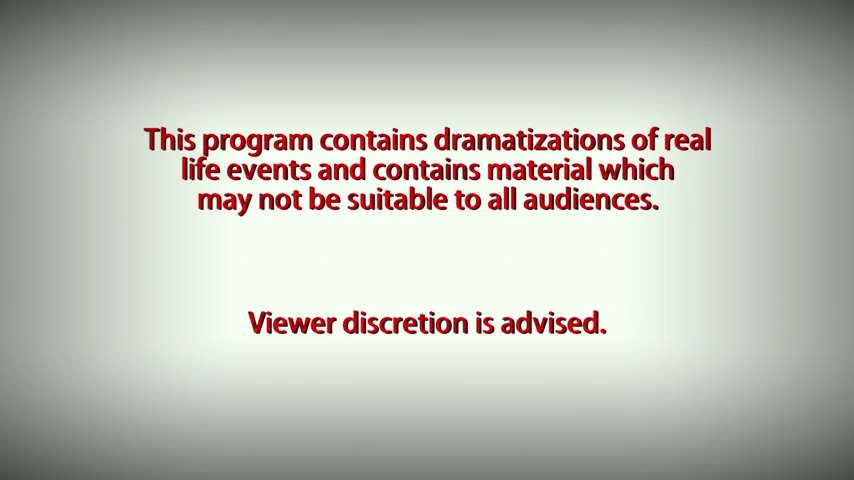 This program contains dramatizations of real
life events and contains material which
may not be suitable to all audiences.
Viewer discretion is advised.